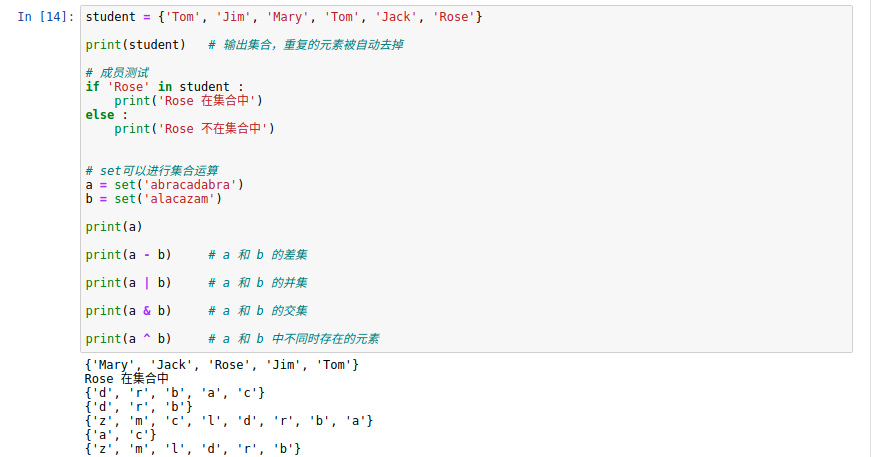 In [14]: student = {'Tom', 'Jim', 'Mary', 'Tom', 'Jack', 'Rose'}
print(student)   # 输出集合，重复的元素被自动去掉
# 成员测试
if 'Rose' in student :
    print('Rose 在集合中')
else :
    print('Rose 不在集合中')
# set可以进行集合运算
a = set('abracadabra')
b = set('alacazam')
print(a)
print(a - b)     # a 和 b 的差集
print(a | b)     # a 和 b 的并集
print(a & b)     # a 和 b 的交集
print(a ^ b)     # a 和 b 中不同时存在的元素
{'Mary', 'Jack', 'Rose', 'Jim', 'Tom'}
Rose 在集合中
{'d', 'r', 'b', 'a', 'c'}
{'d', 'r', 'b'}
{'z', 'm', 'c', 'l', 'd', 'r', 'b', 'a'}
{'a', 'c'}
{'z', 'm', 'l', 'd', 'r', 'b'}